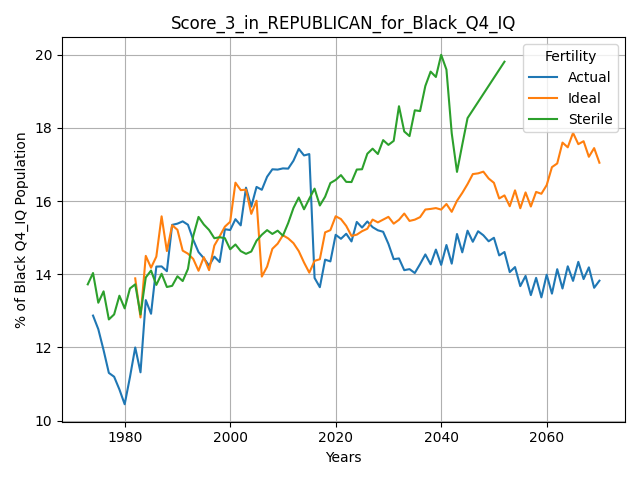 Score_3_in_REPUBLICAN_for_Black_Q4_IQ
% of Black Q4_IQ Population
20
18
16
14
12
10
1980
2000
2020
2040
2060
Years
Fertility
Actual
Ideal
Sterile